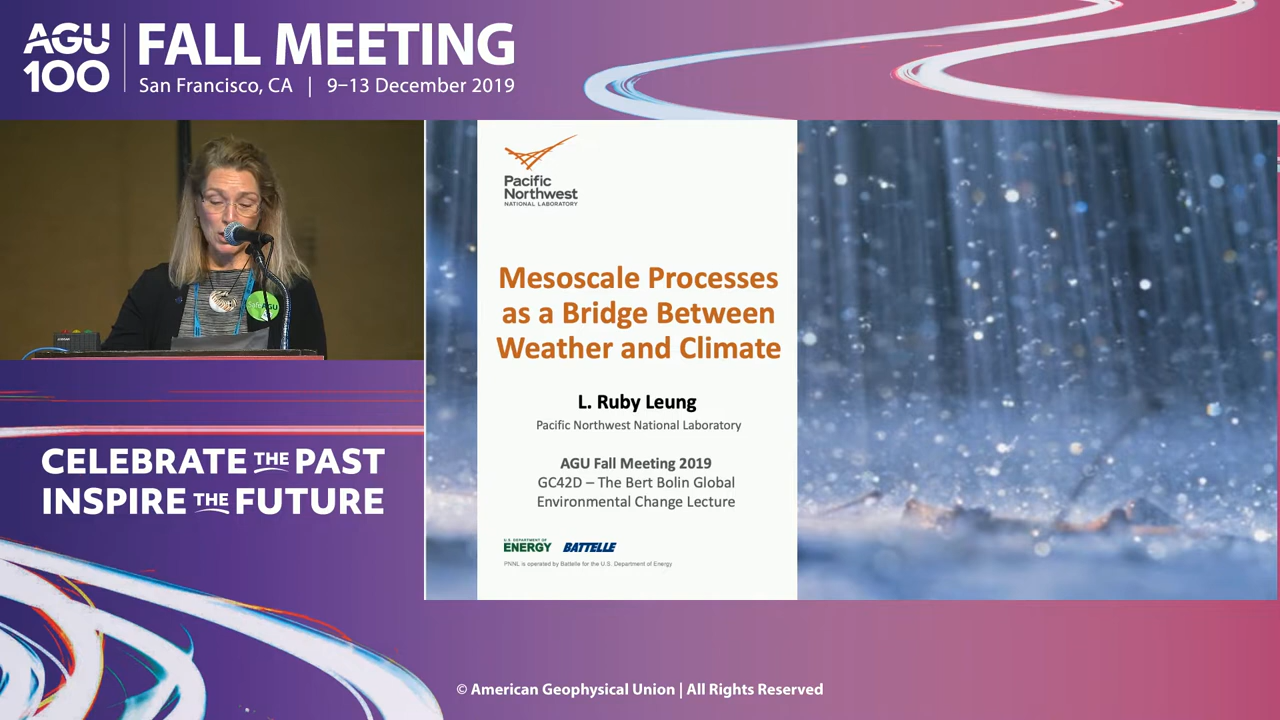 AGU
100
FALL MEETING
San Francisco, CA | 9–13 December 2019
Pacific
Northwest
NATIONAL LABORATORY
Mesoscale Processes
as a Bridge Between
Weather and Climate
L. Ruby Leung
Pacific Northwest National Laboratory
AGU Fall Meeting 2019
GC42D – The Bert Bolin Global
Environmental Change Lecture
U.S. DEPARTMENT OF
ENERGY
BATTELLE
PNNL is operated by Battelle for the U.S. Department of Energy
AGU
CELEBRATE THE PAST
INSPIRE THE FUTURE
© American Geophysical Union | All Rights Reserved